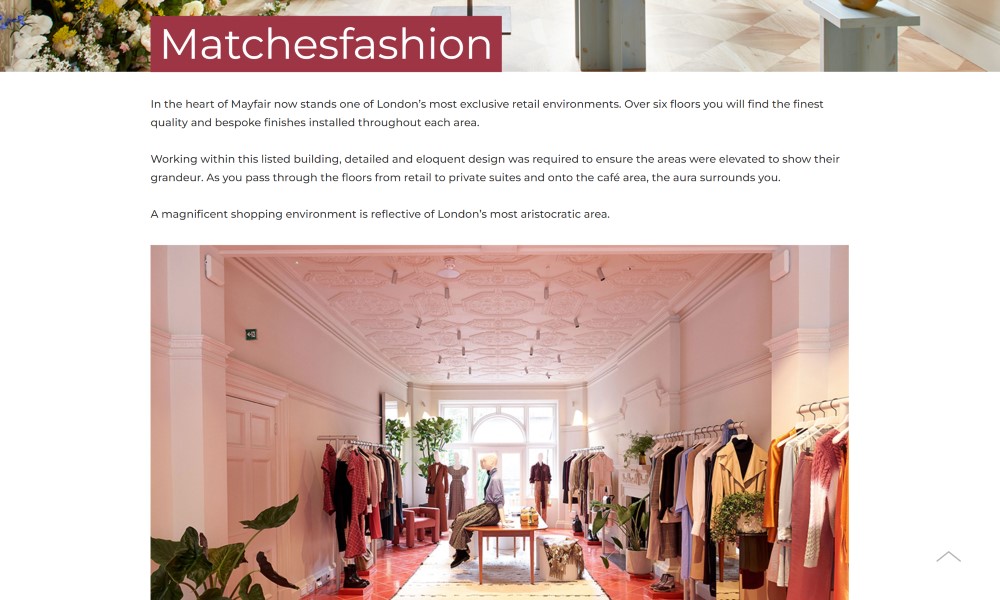 Matchesfashion
In the heart of Mayfair now stands one of London’s most exclusive retail environments. Over six floors you will find the finest
quality and bespoke finishes installed throughout each area.
Working within this listed building, detailed and eloquent design was required to ensure the areas were elevated to show their
grandeur. As you pass through the floors from retail to private suites and onto the café area, the aura surrounds you.
A magnificent shopping environment is reflective of London’s most aristocratic area.